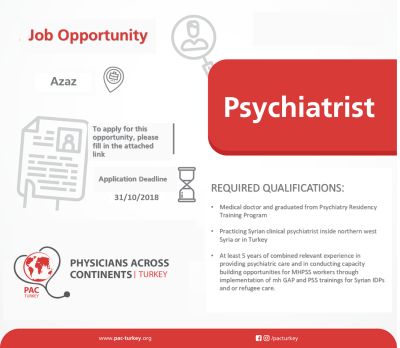 Job Opportunity
Azaz
Psychiatrist
To apply for this
opportunity, please
fill in the attached
link
Application Deadline
31/10/2018
REQUIRED QUALIFICATIONS:
• Medical doctor and graduated from Psychiatry Residency
Training Program
• Practicing Syrian clinical psychiatrist inside northern west
Syria or in Turkey
• At least 5 years of combined relevant experience in
providing psychiatric care and in conducting capacity
building opportunities for MHPSS workers through
implementation of mh GAP and PSS trainings for Syrian IDPs
and or refugee care.
PAC
TURKEY
PHYSICIANS ACROSS
CONTINENTS | TURKEY
www.pac-turkey.org
/pacturkey